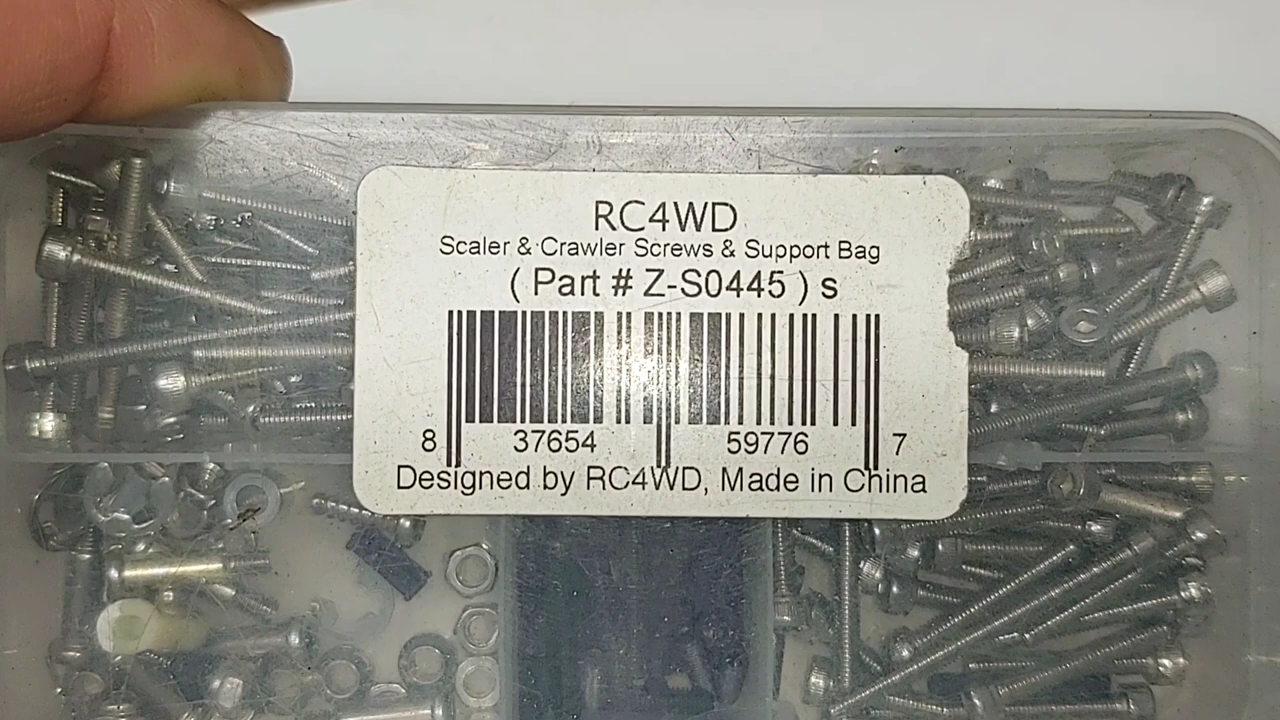 RC4WD
Scaler & Crawler Screws & Support Bag
( Part # Z-S0445 ) s
8 37654 59776 7
Designed by RC4WD, Made in China